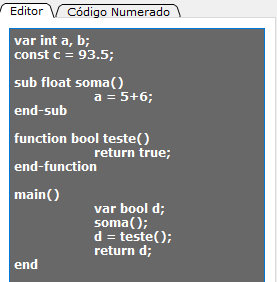 Editor
Código Numerado
var int a, b;
const c = 93.5;
sub float soma()
a = 5+6;
end-sub
function bool teste()
return true;
end-function
main()
var bool d;
soma();
d = teste();
return d;
end